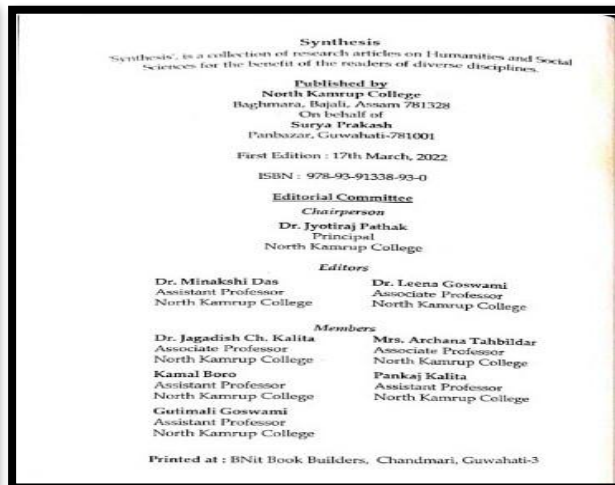 Synthesis
'Synthesis', is a collection of research articles on Humanities and Social
Sciences for the benefit of the readers of diverse disciplines.
Published by
North Kamrup College
Baghmara, Bajali, Assam 781328
On behalf of
Surya Prakash
Panbazar, Guwahati-781001
First Edition : 17th March, 2022
ISBN : 978-93-91338-93-0
Editorial Committee
Chairperson
Dr. Jyotiraj Pathak
Principal
North Kamrup College
Editors
Dr. Minakshi Das
Assistant Professor
North Kamrup College
Dr. Leena Goswami
Associate Professor
North Kamrup College
Members
Dr. Jagadish Ch. Kalita
Associate Professor
North Kamrup College
Mrs. Archana Tahbildar
Associate Professor
North Kamrup College
Kamal Boro
Assistant Professor
North Kamrup College
Pankaj Kalita
Assistant Professor
North Kamrup College
Gutimali Goswami
Assistant Professor
North Kamrup College
Printed at : BNit Book Builders, Chandmari, Guwahati-3